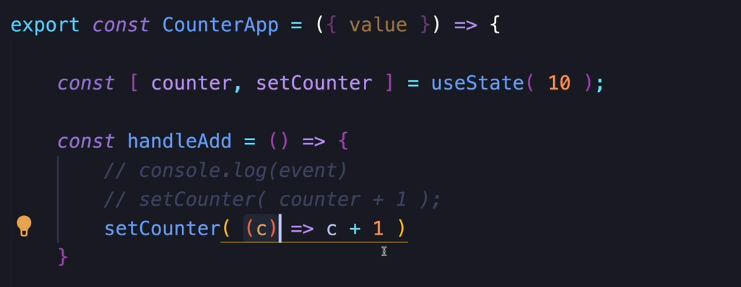 export const CounterApp = ({ value }) => {
const [ counter, setCounter ] = useState( 10 );
const handleAdd = () => {
// console.log(event)
// setCounter( counter + 1 );
setCounter( (c) => c + 1 )
}